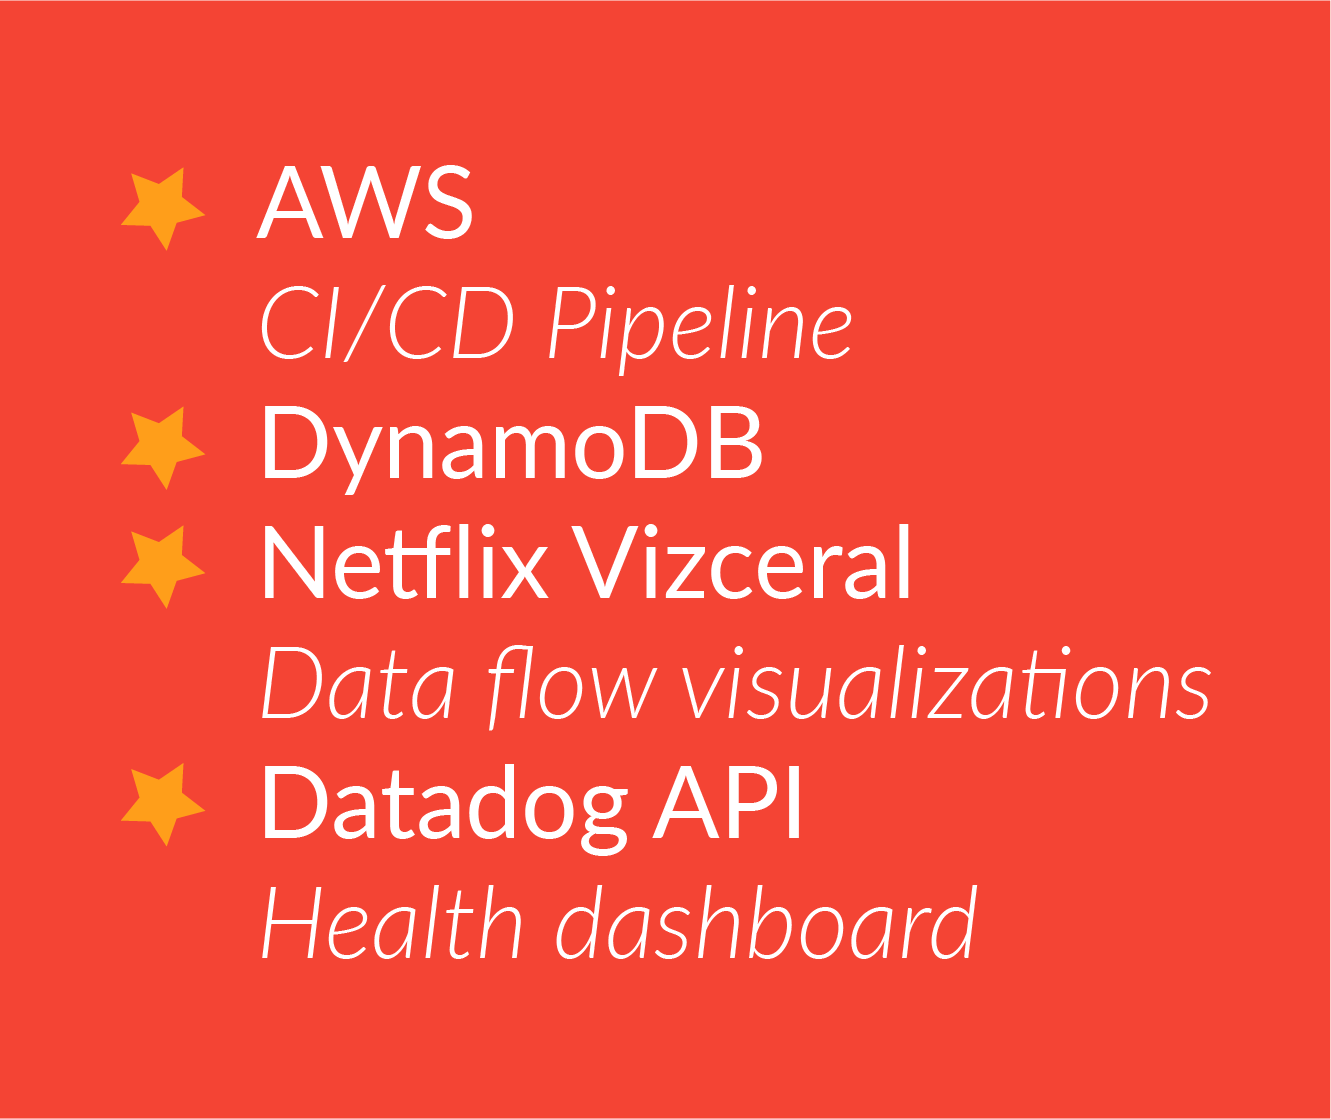 AWS
CI/CD Pipeline
DynamoDB
Netflix Vizceral
Data flow visualizations
Datadog API
Health dashboard